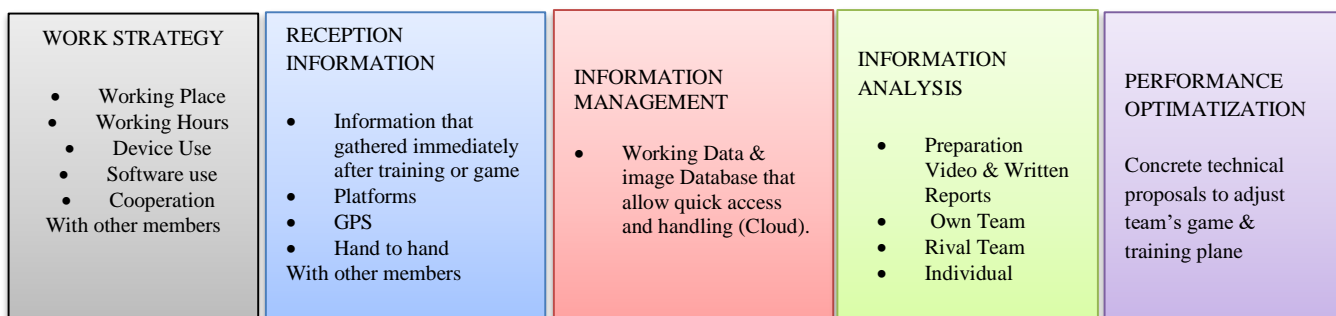 WORK STRATEGY
• Working Place
• Working Hours
• Device Use
• Software use
• Cooperation
With other members
RECEPTION
INFORMATION
• Information that
gathered immediately
after training or game
• Platforms
• GPS
• Hand to hand
With other members
INFORMATION
MANAGEMENT
• Working Data &
image Database that
allow quick access
and handling (Cloud).
INFORMATION
ANALYSIS
• Preparation
Video & Written
Reports
• Own Team
• Rival Team
• Individual
PERFORMANCE
OPTIMATIZATION
Concrete technical
proposals to adjust
team's game &
training plane